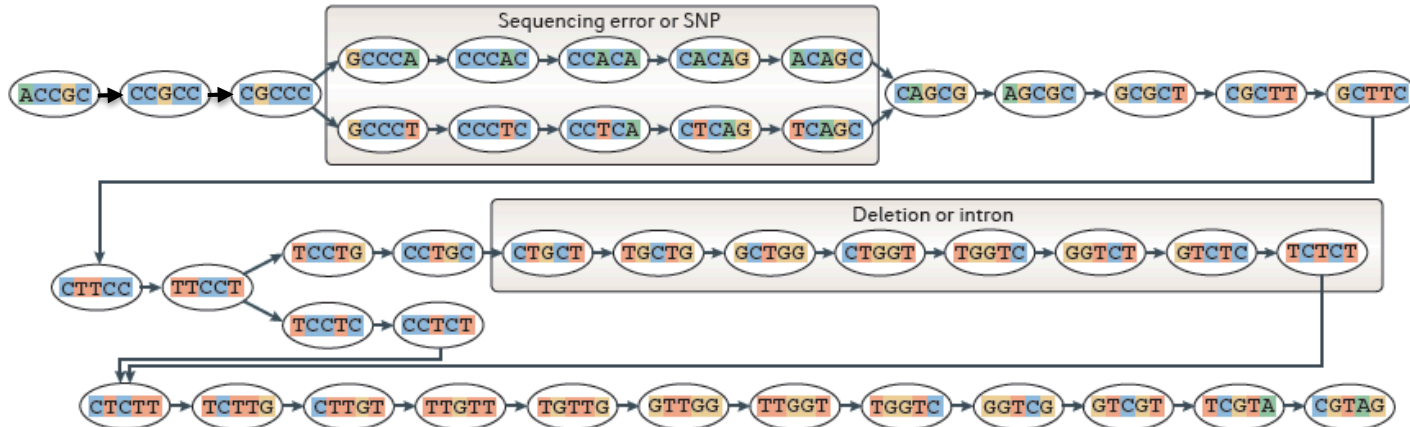 Sequencing error or SNP
GCCCA CCCAC CCACA CACAG ACAGC
ACCGC CCGCC CGCCC CAGCG AGCGC GCGCT CGCTT GCTTC
GCCCT CCCTC CCTCA CTCAG TCAGC
Deletion or intron
TCCTG CCTGC CTGCT TGCTG GCTGG CTGGT TGGTC GGTCT GTCTC TCTCT
CTTCC TTCCT
TCCTC CCTCT
CTCTT TCTTG CTTGT TTGTT TGTTG GTTGG TTGGT TGGTC GGTCG GTCGT TCGTA CGTAG